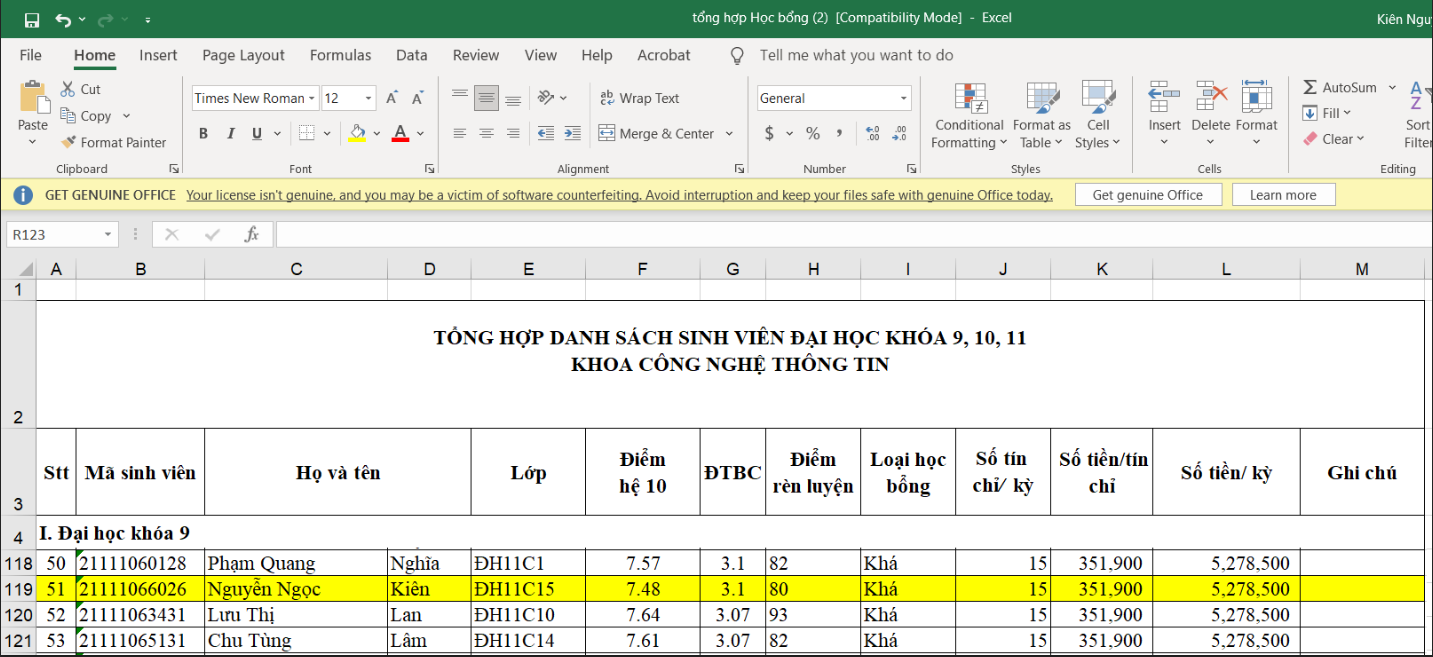 tổng hợp Học bổng (2) [Compatibility Mode] - Excel
Kiên Ngu
File Home Insert Page Layout Formulas Data Review View Help Acrobat Tell me what you want to do
Cut
Copy
Format Painter
Paste
Clipboard
Times New Roman 12
B I U
Font
Wrap Text
Merge & Center
Alignment
General
$ % ,
Number
Conditional Formatting
Format as Table
Cell Styles
Styles
Insert Delete Format
Cells
AutoSum
Fill
Clear
Sort
Filter
Editing
GET GENUINE OFFICE Your license isn't genuine, and you may be a victim of software counterfeiting. Avoid interruption and keep your files safe with genuine Office today. Get genuine Office Learn more
R123 fx
A B C D E F G H I J K L M
1
TỔNG HỢP DANH SÁCH SINH VIÊN ĐẠI HỌC KHÓA 9, 10, 11
KHOA CÔNG NGHỆ THÔNG TIN
2
3 Stt Mã sinh viên Họ và tên Lớp Điểm hệ 10 ĐTBC Điểm rèn luyện Loại học bổng Số tín chỉ/ kỳ Số tiền/tín chỉ Số tiền/ kỳ Ghi chú
4 I. Đại học khóa 9
118 50 21111060128 Phạm Quang Nghĩa ĐH11C1 7.57 3.1 82 Khá 15 351,900 5,278,500
119 51 21111066026 Nguyễn Ngọc Kiên ĐH11C15 7.48 3.1 80 Khá 15 351,900 5,278,500
120 52 21111063431 Lưu Thị Lan ĐH11C10 7.64 3.07 93 Khá 15 351,900 5,278,500
121 53 21111065131 Chu Tùng Lâm ĐH11C14 7.61 3.07 82 Khá 15 351,900 5,278,500